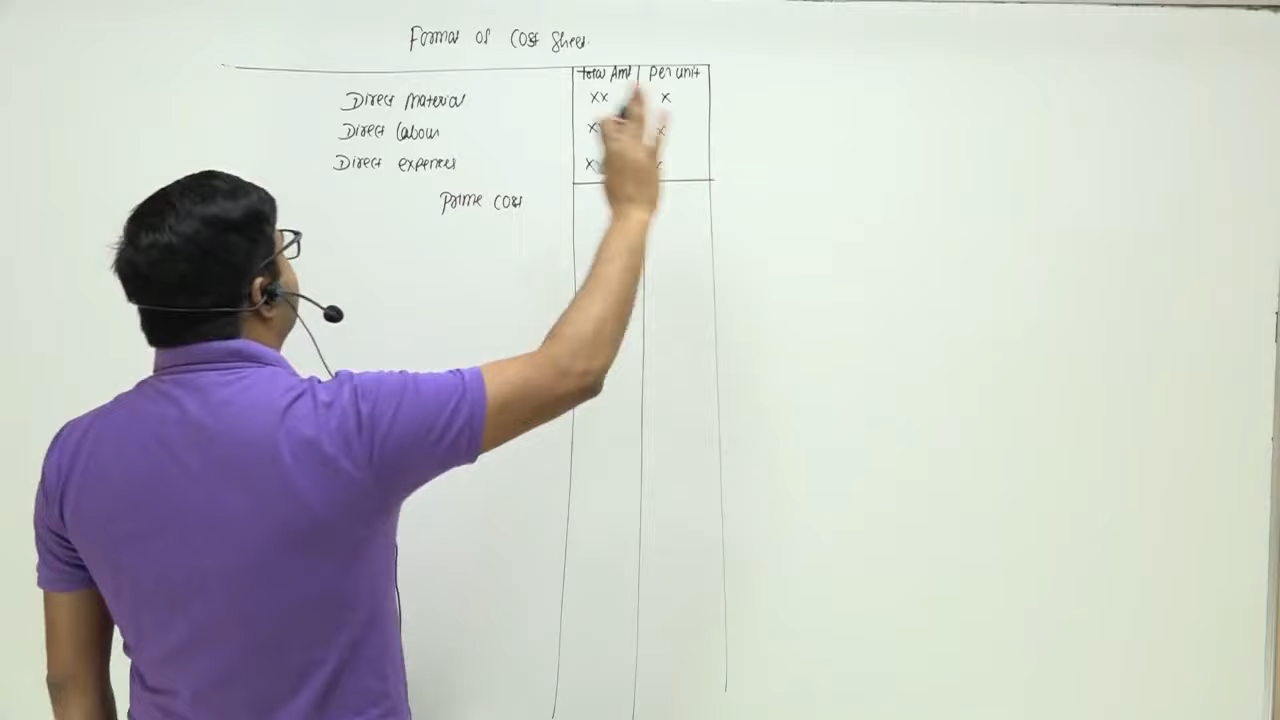 Format of Cost Sheet.
Total Amt Per unit
Direct Material XX X
Direct labour X X
Direct expenses X
Prime Cost